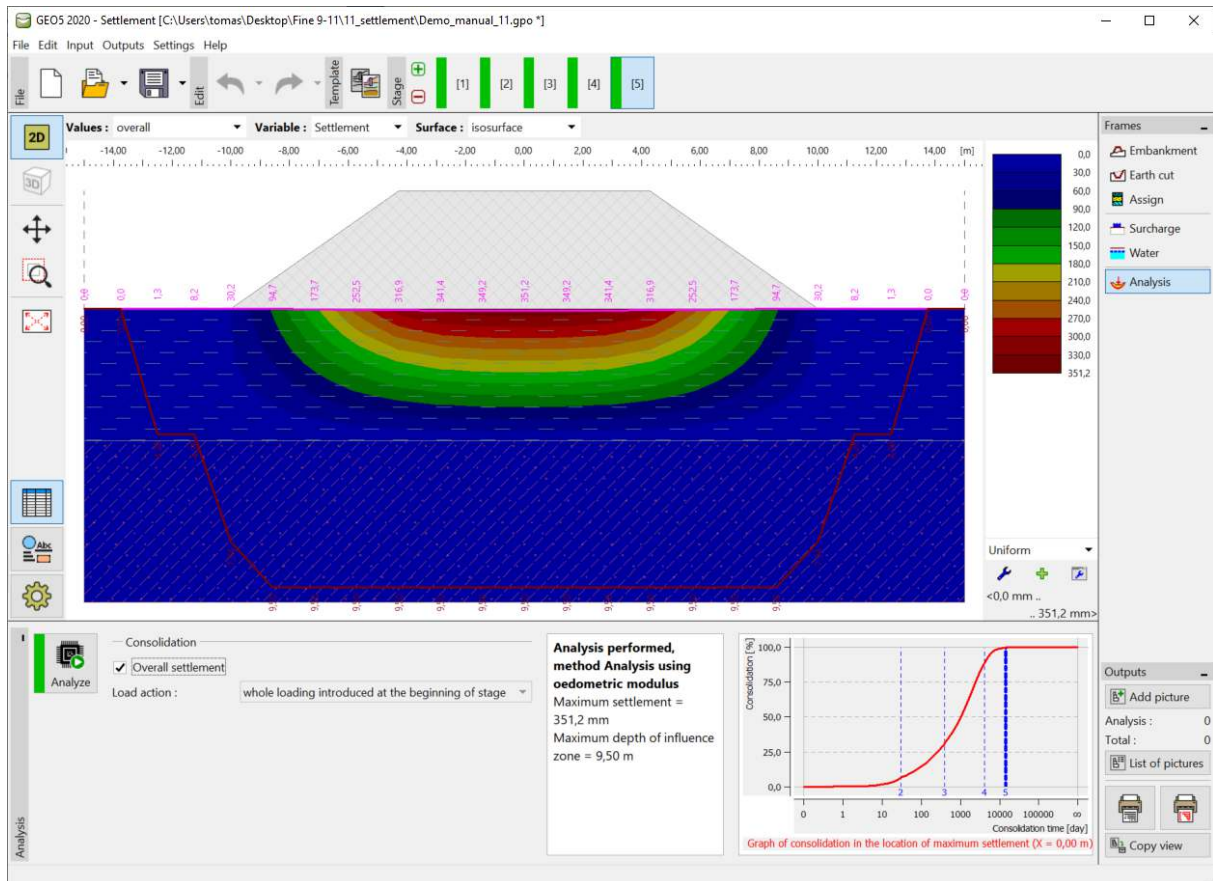 GEO5 2020 - Settlement [C:\Users\tomas\Desktop\Fine 9-11\11_settlement\Demo_manual_11.gpo *]
File Edit Input Outputs Settings Help
File
Edit
Template
Stage
[1] [2] [3] [4] [5]
2D
3D
Values : overall Variable : Settlement Surface : isosurface
-14,00 -12,00 -10,00 -8,00 -6,00 -4,00 -2,00 0,00 2,00 4,00 6,00 8,00 10,00 12,00 14,00 [m]
0,0 0,0 1,3 8,2 30,2 94,7 173,7 252,5 316,9 341,4 349,2 351,2 349,2 341,4 316,9 252,5 173,7 94,7 30,2 8,2 1,3 0,0 0,0
0,0
30,0
60,0
90,0
120,0
150,0
180,0
210,0
240,0
270,0
300,0
330,0
351,2
Uniform
<0,0 mm ..
.. 351,2 mm>
Frames
Embankment
Earth cut
Assign
Surcharge
Water
Analysis
Abc
Analysis
Analyze
Consolidation
Overall settlement
Load action : whole loading introduced at the beginning of stage
Analysis performed,
method Analysis using
oedometric modulus
Maximum settlement =
351,2 mm
Maximum depth of influence
zone = 9,50 m
Consolidation [%]
100,0
75,0
50,0
25,0
0,0
2 3 4 5
0 1 10 100 1000 10000 100000 ∞
Consolidation time [day]
Graph of consolidation in the location of maximum settlement (X = 0,00 m)
Outputs
Add picture
Analysis : 0
Total : 0
List of pictures
Copy view